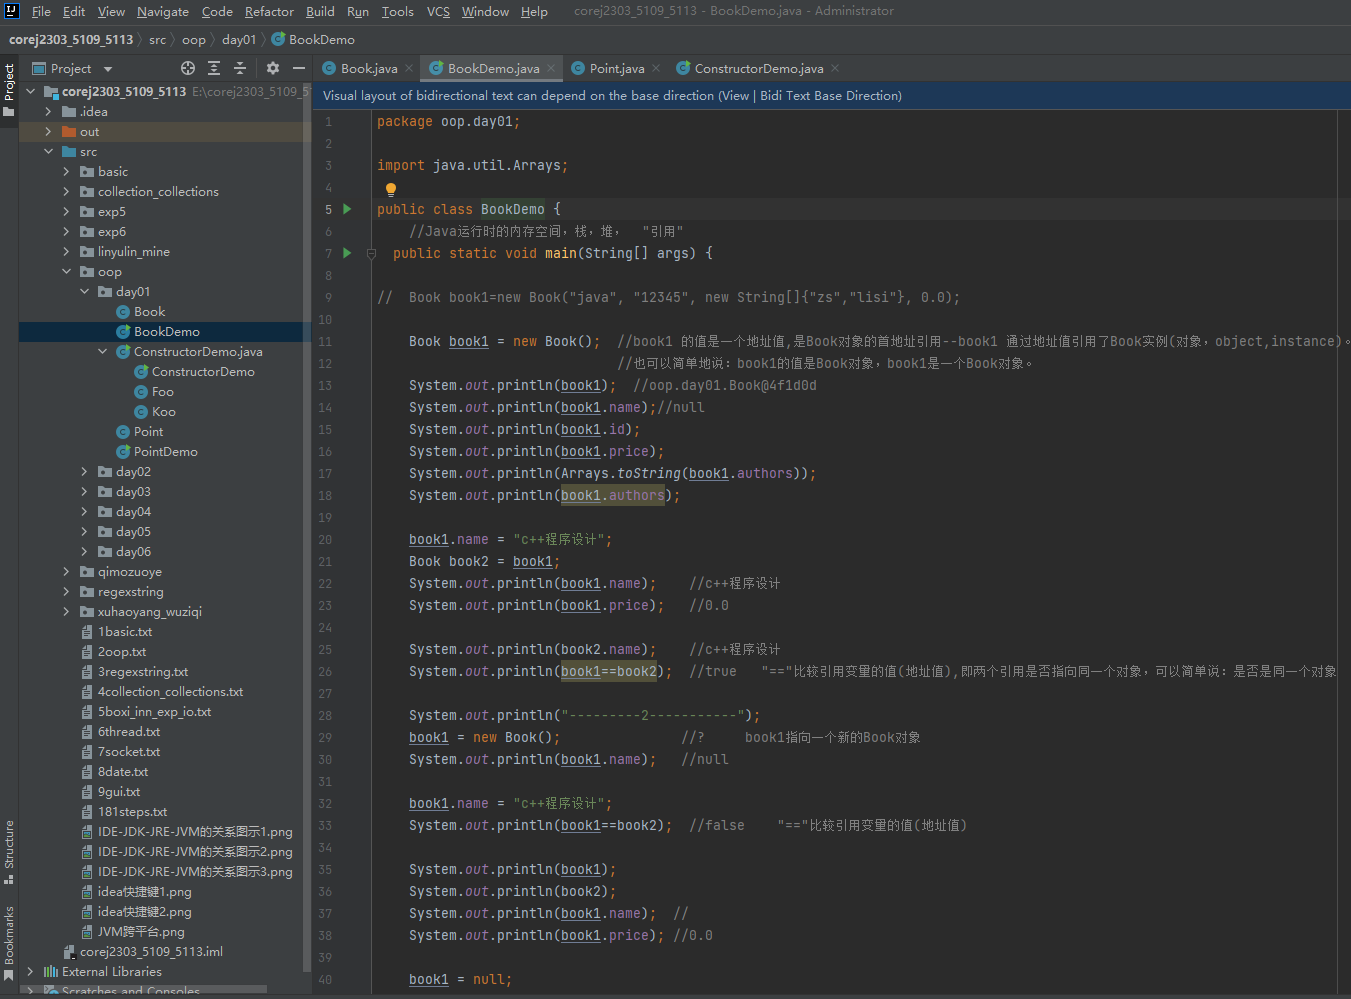 File Edit View Navigate Code Refactor Build Run Tools VCS Window Help corej2303_5109_5113 - BookDemo.java - Administrator
corej2303_5109_5113 src oop day01 BookDemo
Project
Book.java BookDemo.java Point.java ConstructorDemo.java
Project
Structure
Bookmarks
corej2303_5109_5113 E:\corej2303_5109_5
.idea
out
src
basic
collection_collections
exp5
exp6
linyulin_mine
oop
day01
Book
BookDemo
ConstructorDemo.java
ConstructorDemo
Foo
Koo
Point
PointDemo
day02
day03
day04
day05
day06
qimozuoye
regexstring
xuhaoyang_wuziqi
1basic.txt
2oop.txt
3regexstring.txt
4collection_collections.txt
5boxi_inn_exp_io.txt
6thread.txt
7socket.txt
8date.txt
9gui.txt
181steps.txt
IDE-JDK-JRE-JVM的关系图示1.png
IDE-JDK-JRE-JVM的关系图示2.png
IDE-JDK-JRE-JVM的关系图示3.png
idea快捷键1.png
idea快捷键2.png
JVM跨平台.png
corej2303_5109_5113.iml
External Libraries
Scratches and Consoles
Visual layout of bidirectional text can depend on the base direction (View | Bidi Text Base Direction)
1 package oop.day01;
2
3 import java.util.Arrays;
4
5 public class BookDemo {
6 //Java运行时的内存空间，栈，堆， "引用"
7 public static void main(String[] args) {
8
9 // Book book1=new Book("java", "12345", new String[]{"zs","lisi"}, 0.0);
10
11 Book book1 = new Book(); //book1 的值是一个地址值,是Book对象的首地址引用--book1 通过地址值引用了Book实例(对象，object,instance)。
12 //也可以简单地说：book1的值是Book对象，book1是一个Book对象。
13 System.out.println(book1); //oop.day01.Book@4f1d0d
14 System.out.println(book1.name);//null
15 System.out.println(book1.id);
16 System.out.println(book1.price);
17 System.out.println(Arrays.toString(book1.authors));
18 System.out.println(book1.authors);
19
20 book1.name = "c++程序设计";
21 Book book2 = book1;
22 System.out.println(book1.name); //c++程序设计
23 System.out.println(book1.price); //0.0
24
25 System.out.println(book2.name); //c++程序设计
26 System.out.println(book1==book2); //true "=="比较引用变量的值(地址值),即两个引用是否指向同一个对象，可以简单说：是否是同一个对象
27
28 System.out.println("---------2-----------");
29 book1 = new Book(); //? book1指向一个新的Book对象
30 System.out.println(book1.name); //null
31
32 book1.name = "c++程序设计";
33 System.out.println(book1==book2); //false "=="比较引用变量的值(地址值)
34
35 System.out.println(book1);
36 System.out.println(book2);
37 System.out.println(book1.name); //
38 System.out.println(book1.price); //0.0
39
40 book1 = null;